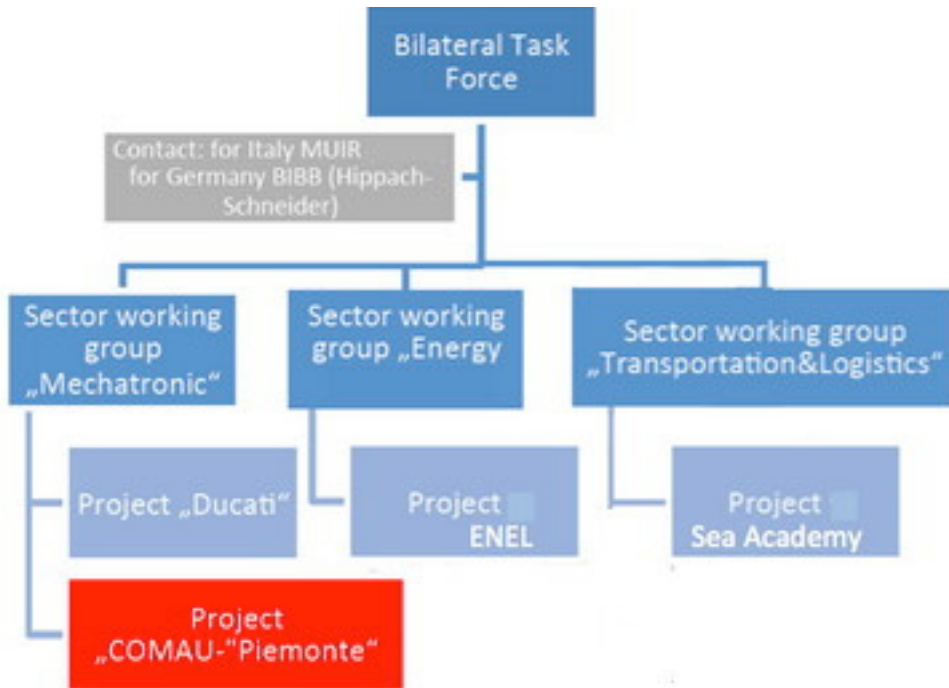 Bilateral Task
Force
Contact: for Italy MUIR
for Germany BIBB (Hippach-
Schneider)
Sector working
group
„Mechatronic“
Sector working
group „Energy
Sector working group
„Transportation&Logistics“
Project „Ducati“
Project
ENEL
Project
Sea Academy
Project
„COMAU-"Piemonte“